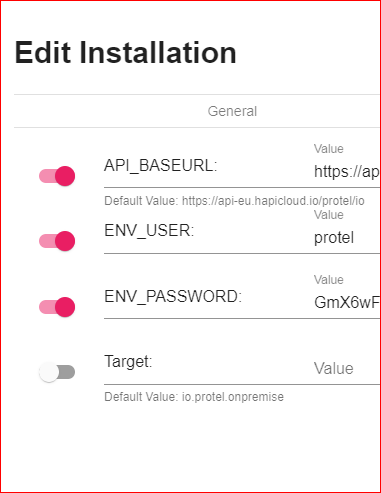 Edit Installation
General
Value
API_BASEURL:
https://ap
Default Value: https://api-eu.hapicloud.io/protel/io
Value
ENV_USER:
protel
Value
ENV_PASSWORD:
GmX6wF
Target:
Value
Default Value: io.protel.onpremise